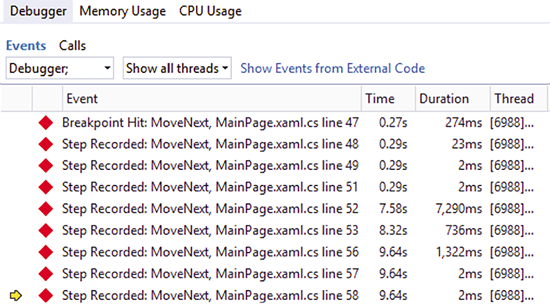 Debugger Memory Usage CPU Usage
Events Calls
Debugger; Show all threads Show Events from External Code
Event Time Duration Thread
Breakpoint Hit: MoveNext, MainPage.xaml.cs line 47 0.27s 274ms [6988]...
Step Recorded: MoveNext, MainPage.xaml.cs line 48 0.29s 23ms [6988]...
Step Recorded: MoveNext, MainPage.xaml.cs line 49 0.29s 2ms [6988]...
Step Recorded: MoveNext, MainPage.xaml.cs line 51 0.29s 2ms [6988]...
Step Recorded: MoveNext, MainPage.xaml.cs line 52 7.58s 7,290ms [6988]...
Step Recorded: MoveNext, MainPage.xaml.cs line 53 8.32s 736ms [6988]...
Step Recorded: MoveNext, MainPage.xaml.cs line 56 9.64s 1,322ms [6988]...
Step Recorded: MoveNext, MainPage.xaml.cs line 57 9.64s 2ms [6988]...
Step Recorded: MoveNext, MainPage.xaml.cs line 58 9.64s 2ms [6988]...